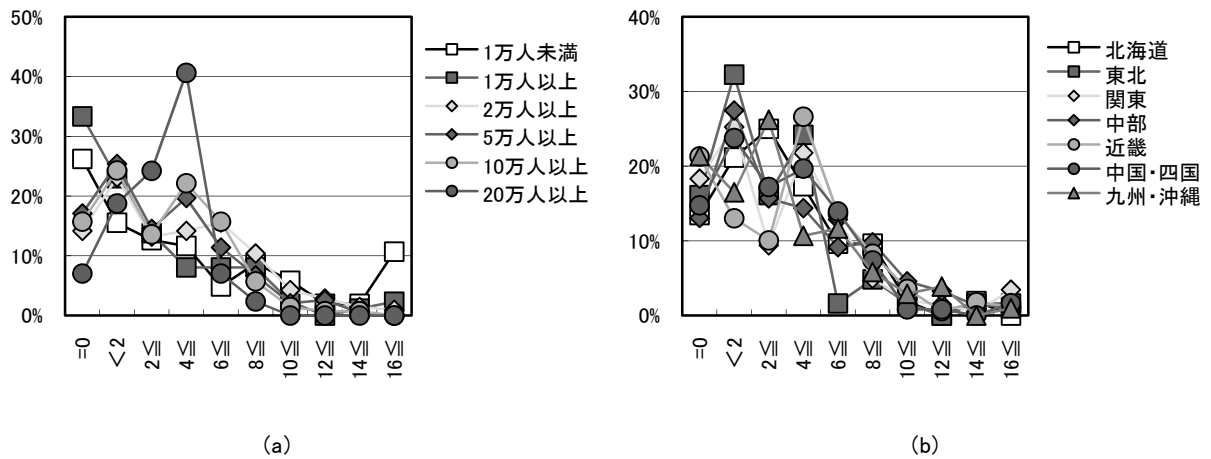 50%
40%
30%
20%
10%
0%
=0
<2
2≦
4≦
6≦
8≦
10≦
12≦
14≦
16≦
1万人未満
1万人以上
2万人以上
5万人以上
10万人以上
20万人以上
(a)
40%
30%
20%
10%
0%
=0
<2
2≦
4≦
6≦
8≦
10≦
12≦
14≦
16≦
北海道
東北
関東
中部
近畿
中国・四国
九州・沖縄
(b)